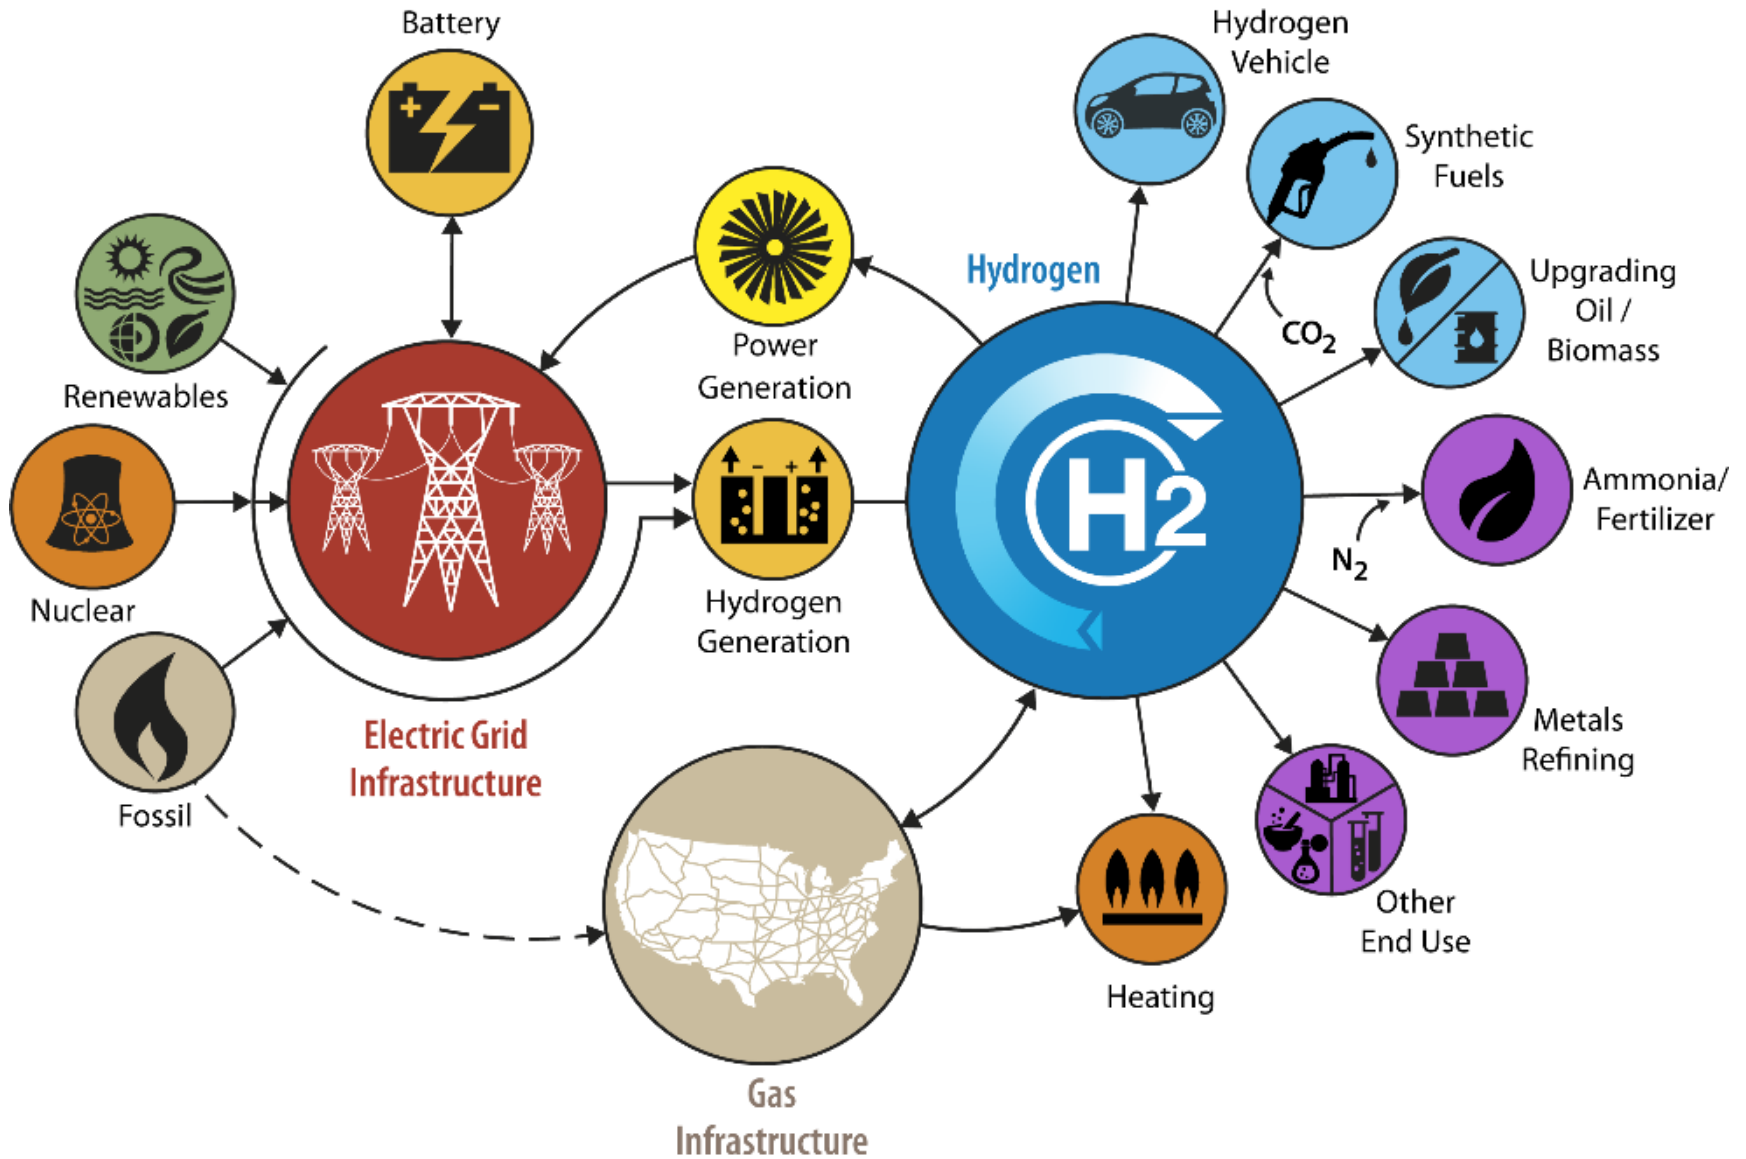 Battery
Hydrogen
Vehicle
Synthetic
Fuels
Hydrogen
CO2
Upgrading
Oil /
Biomass
Power
Generation
Renewables
+ -
- +
H2
Ammonia/
Fertilizer
N2
Nuclear
Hydrogen
Generation
Electric Grid
Infrastructure
Metals
Refining
Fossil
Other
End Use
Heating
Gas
Infrastructure